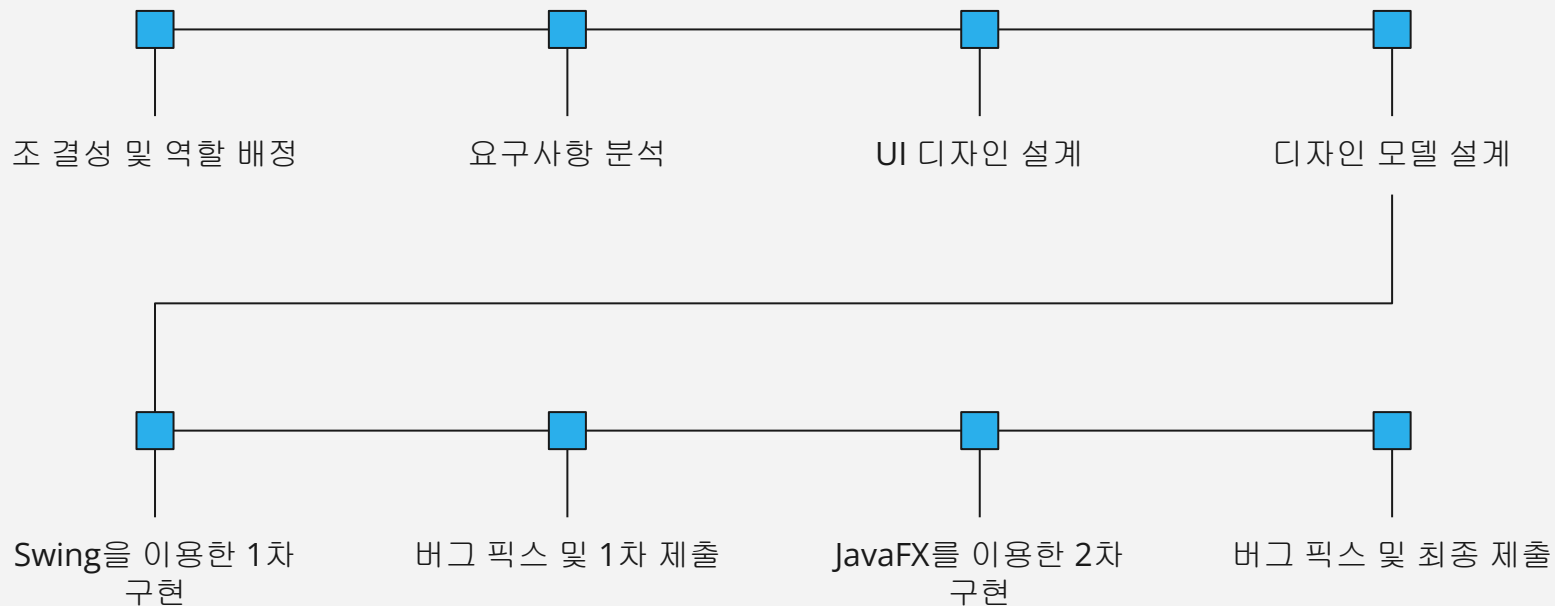 조 결성 및 역할 배정
요구사항 분석
UI 디자인 설계
디자인 모델 설계
Swing을 이용한 1차
구현
버그 픽스 및 1차 제출
JavaFX를 이용한 2차
구현
버그 픽스 및 최종 제출